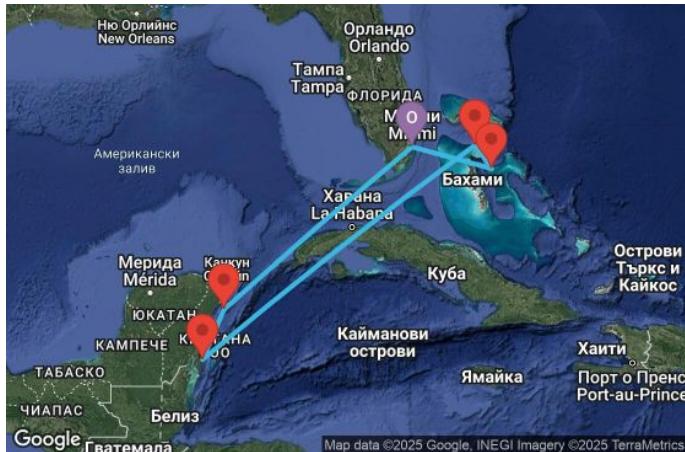 Ню Орлийнс
New Orleans
Орландо
Orlando
Тампа
Tampa
ФЛОРИДА
Miami
Американски
залив
Бахами
Хавана
La Habana
Мерида
Mérida
Канкун
ЮКАТАН
КАМПЕЧЕ
Куба
Острови
Търкс и
Кайкос
Кайманови
острови
Хаити
ТАБАСКО
Ямайка
Порт о Пренс
Port-au-Prince
ЧИАПАС
Белиз
Гватемала
Google
Map data ©2025 Google, INEGI Imagery ©2025 TerraMetrics